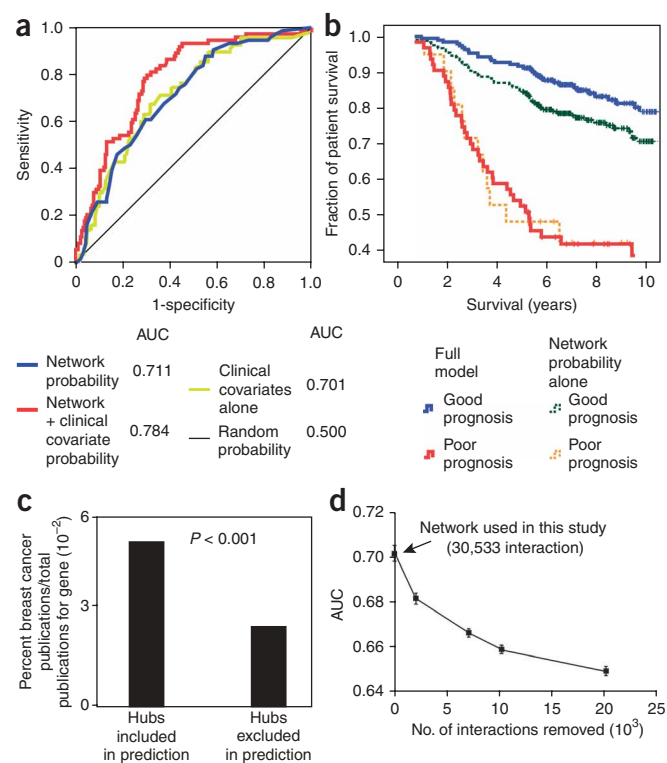 a
1.0
0.8
0.6
0.4
0.2
0
Sensitivity
0
0.2
0.4
0.6
0.8
1.0
1-specificity
AUC
AUC
Network
probability
0.711
Clinical
covariates
alone
0.701
Network
+ clinical
covariate
probability
0.784
Random
probability
0.500
b
1.0
0.9
0.8
0.7
0.6
0.5
0.4
Fraction of patient survival
0
2
4
6
8
10
Survival (years)
Full
model
Network
probability
alone
Good
prognosis
Good
prognosis
Poor
prognosis
Poor
prognosis
c
6
3
0
Percent breast cancer
publications/total
publications for gene (10⁻²)
P < 0.001
Hubs
included
in prediction
Hubs
excluded
in prediction
d
0.72
0.70
0.68
0.66
0.64
AUC
Network used in this study
(30,533 interaction)
0
5
10
15
20
25
No. of interactions removed (10³)